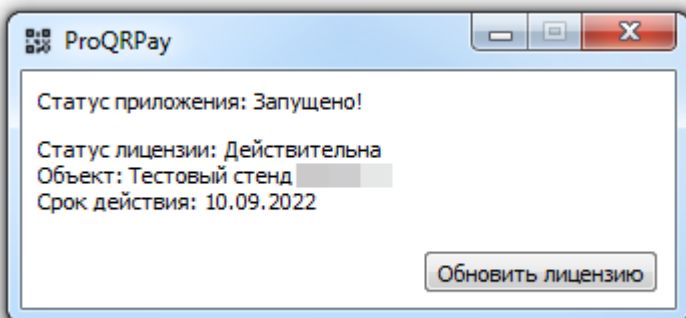 ProQRPay
Статус приложения: Запущено!
Статус лицензии: Действительна
Объект: Тестовый стенд
Срок действия: 10.09.2022
Обновить лицензию